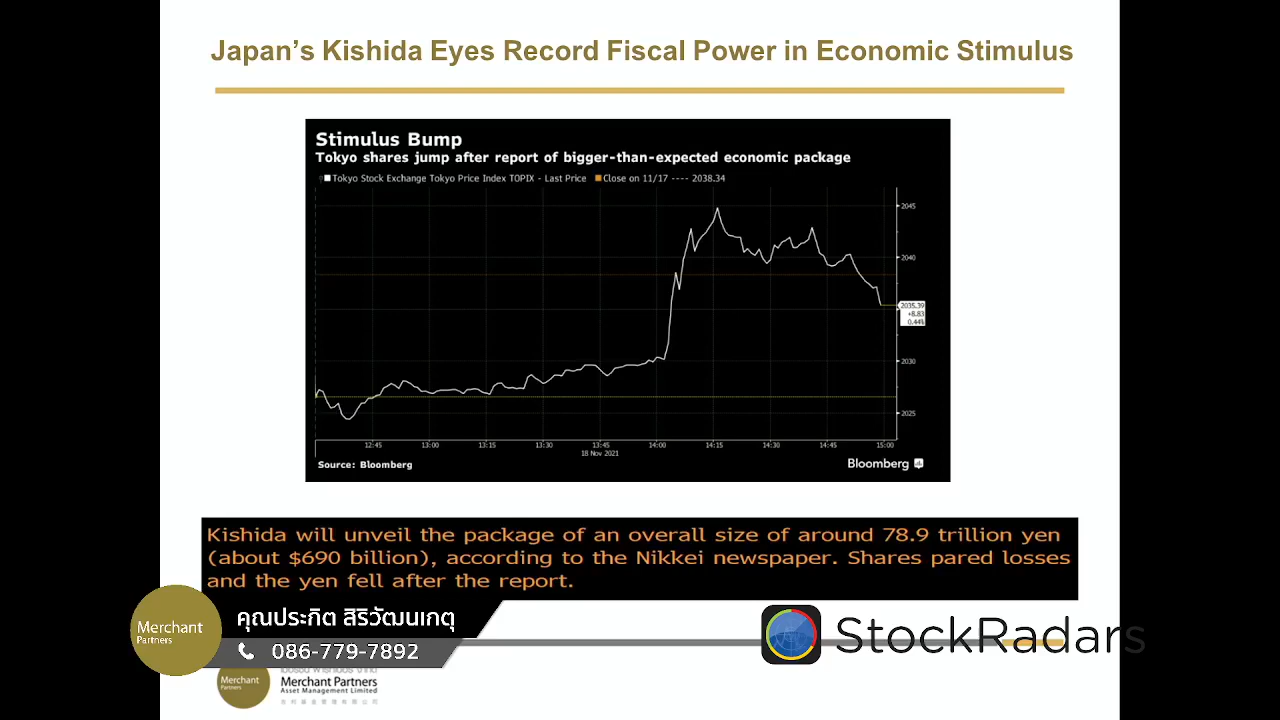 Japan’s Kishida Eyes Record Fiscal Power in Economic Stimulus
Stimulus Bump
Tokyo shares jump after report of bigger-than-expected economic package
Tokyo Stock Exchange Tokyo Price Index TOPIX - Last Price Close on 11/17 ---- 2038.34
2045
2040
2035.39
+8.83
0.44%
2030
2025
12:45 13:00 13:15 13:30 13:45 14:00 14:15 14:30 14:45 15:00
18 Nov 2021
Source: Bloomberg
Bloomberg
Kishida will unveil the package of an overall size of around 78.9 trillion yen
(about $690 billion), according to the Nikkei newspaper. Shares pared losses
and the yen fell after the report.
Merchant
Partners
คุณประกิต สิริวัฒนเกตุ
086-779-7892
StockRadars
Merchant
Partners
Merchant Partners
Asset Management Limited